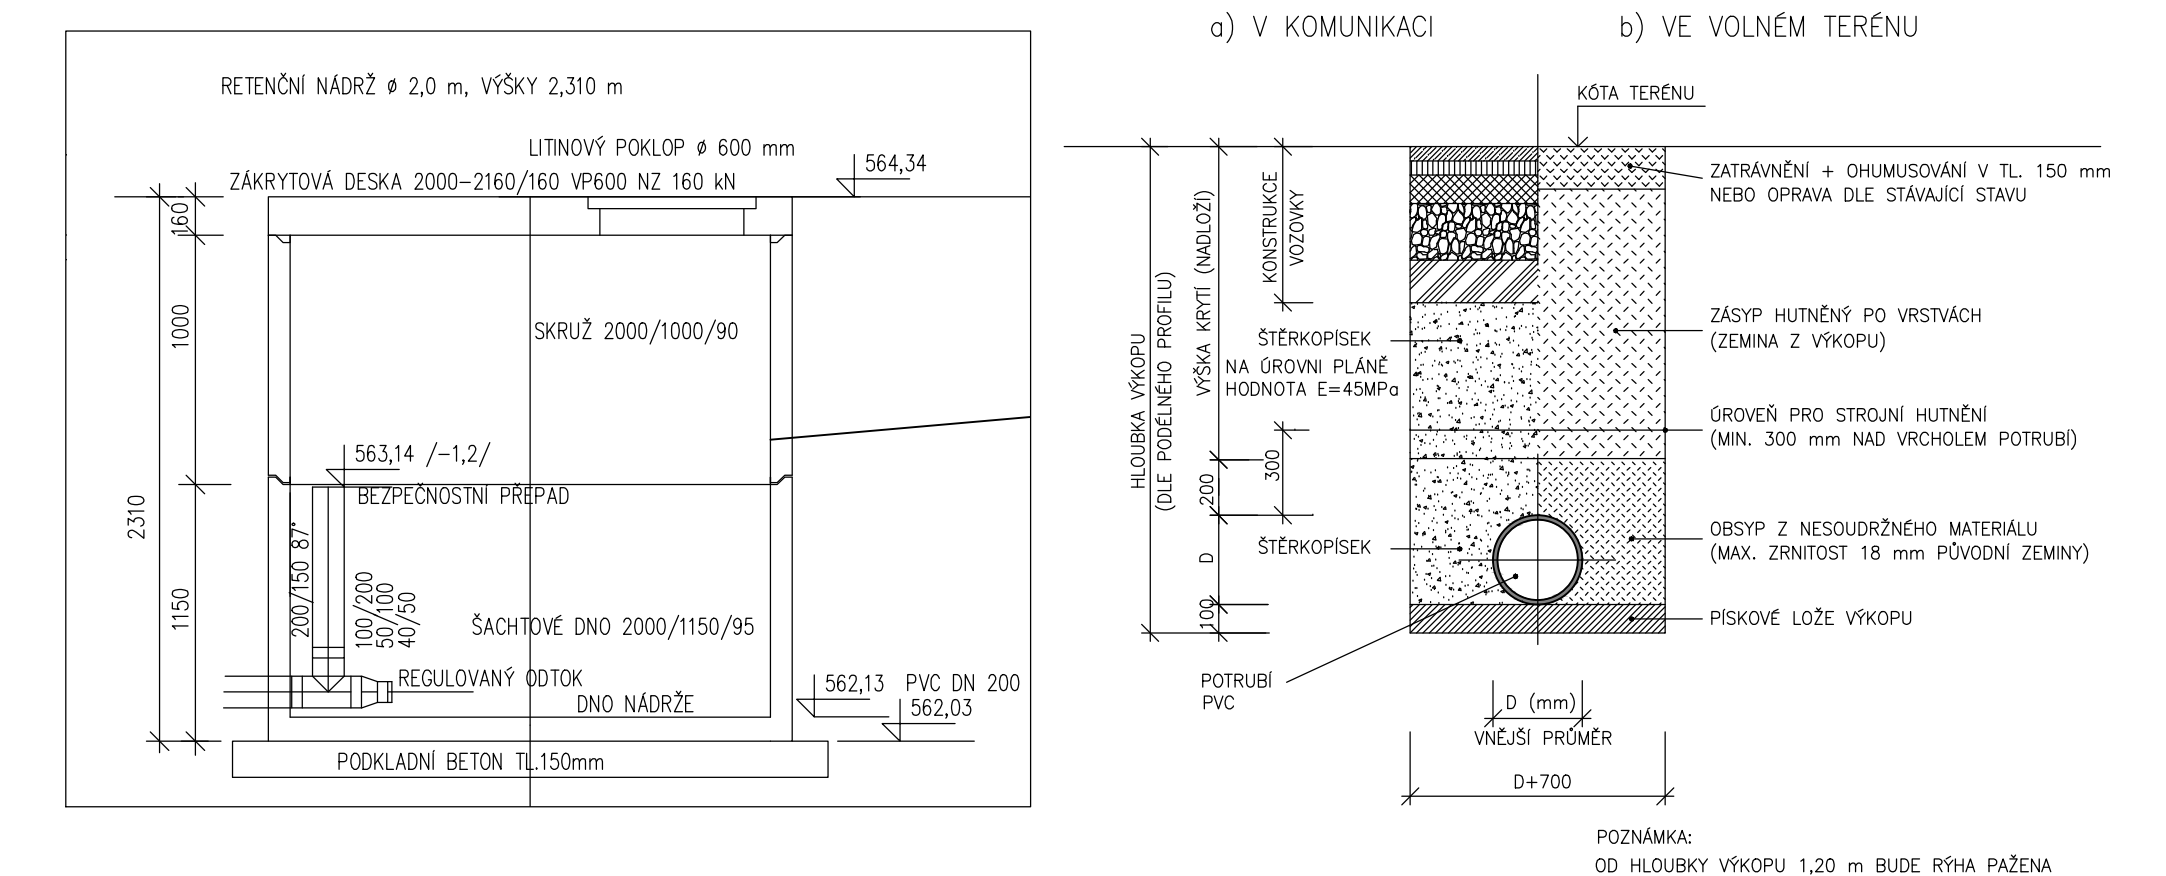 RETENČNÍ NÁDRŽ ø 2,0 m, VÝŠKY 2,310 m
LITINOVÝ POKLOP ø 600 mm
564,34
ZÁKRYTOVÁ DESKA 2000-2160/160 VP600 NZ 160 kN
160
1000
SKRUŽ 2000/1000/90
563,14 /-1,2/
BEZPEČNOSTNÍ PŘEPAD
2310
200/150 87°
100/200
50/100
40/50
1150
ŠACHTOVÉ DNO 2000/1150/95
REGULOVANÝ ODTOK
DNO NÁDRŽE
562,13
PVC DN 200
562,03
PODKLADNÍ BETON TL.150mm
a) V KOMUNIKACI
b) VE VOLNÉM TERÉNU
KÓTA TERÉNU
HLOUBKA VÝKOPU
(DLE PODÉLNÉHO PROFILU)
VÝŠKA KRYTÍ (NADLOŽÍ)
KONSTRUKCE
VOZOVKY
ZATRÁVNĚNÍ + OHUMUSOVÁNÍ V TL. 150 mm
NEBO OPRAVA DLE STÁVAJÍCÍ STAVU
ŠTĚRKOPÍSEK
NA ÚROVNI PLÁNĚ
HODNOTA E=45MPa
ZÁSYP HUTNĚNÝ PO VRSTVÁCH
(ZEMINA Z VÝKOPU)
ÚROVEŇ PRO STROJNÍ HUTNĚNÍ
(MIN. 300 mm NAD VRCHOLEM POTRUBÍ)
300
200
D
100
ŠTĚRKOPÍSEK
OBSYP Z NESOUDRŽNÉHO MATERIÁLU
(MAX. ZRNITOST 18 mm PŮVODNÍ ZEMINY)
PÍSKOVÉ LOŽE VÝKOPU
POTRUBÍ
PVC
D (mm)
VNĚJŠÍ PRŮMĚR
D+700
POZNÁMKA:
OD HLOUBKY VÝKOPU 1,20 m BUDE RÝHA PAŽENA